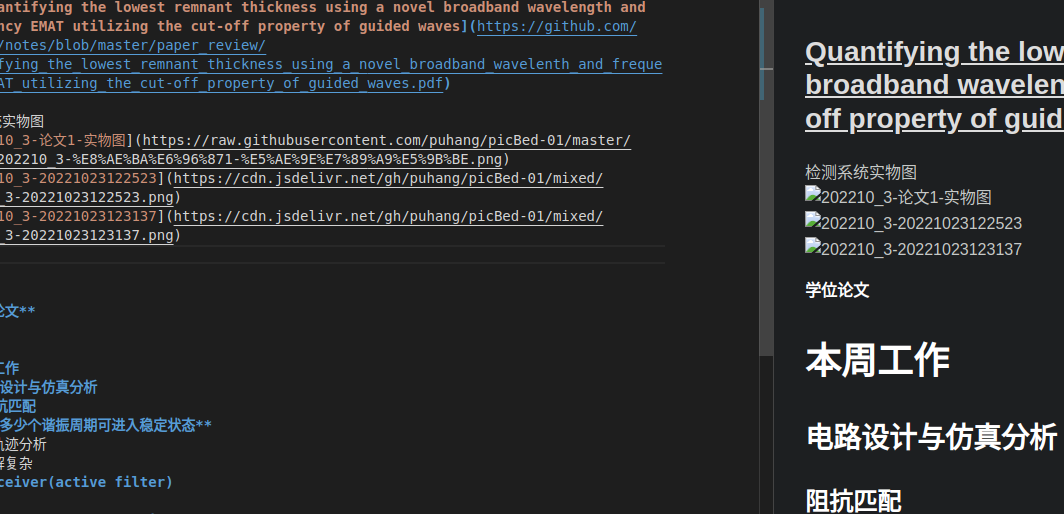 antifying the lowest remnant thickness using a novel broadband wavelength and
ncy EMAT utilizing the cut-off property of guided waves](https://github.com/
/notes/blob/master/paper_review/
fying_the_lowest_remnant_thickness_using_a_novel_broadband_wavelenth_and_freque
AT_utilizing_the_cut-off_property_of_guided_waves.pdf)
实物图
10_3-论文1-实物图](https://raw.githubusercontent.com/puhang/picBed-01/master/
202210_3-%E8%AE%BA%E6%96%871-%E5%AE%9E%E7%89%A9%E5%9B%BE.png)
10_3-20221023122523](https://cdn.jsdelivr.net/gh/puhang/picBed-01/mixed/
_3-20221023122523.png)
10_3-20221023123137](https://cdn.jsdelivr.net/gh/puhang/picBed-01/mixed/
_3-20221023123137.png)
论文**
工作
设计与仿真分析
抗匹配
多少个谐振周期可进入稳定状态**
轨迹分析
解复杂
ceiver(active filter)
Quantifying the low
broadband wavelen
off property of guid
检测系统实物图
202210_3-论文1-实物图
202210_3-20221023122523
202210_3-20221023123137
学位论文
本周工作
电路设计与仿真分析
阻抗匹配